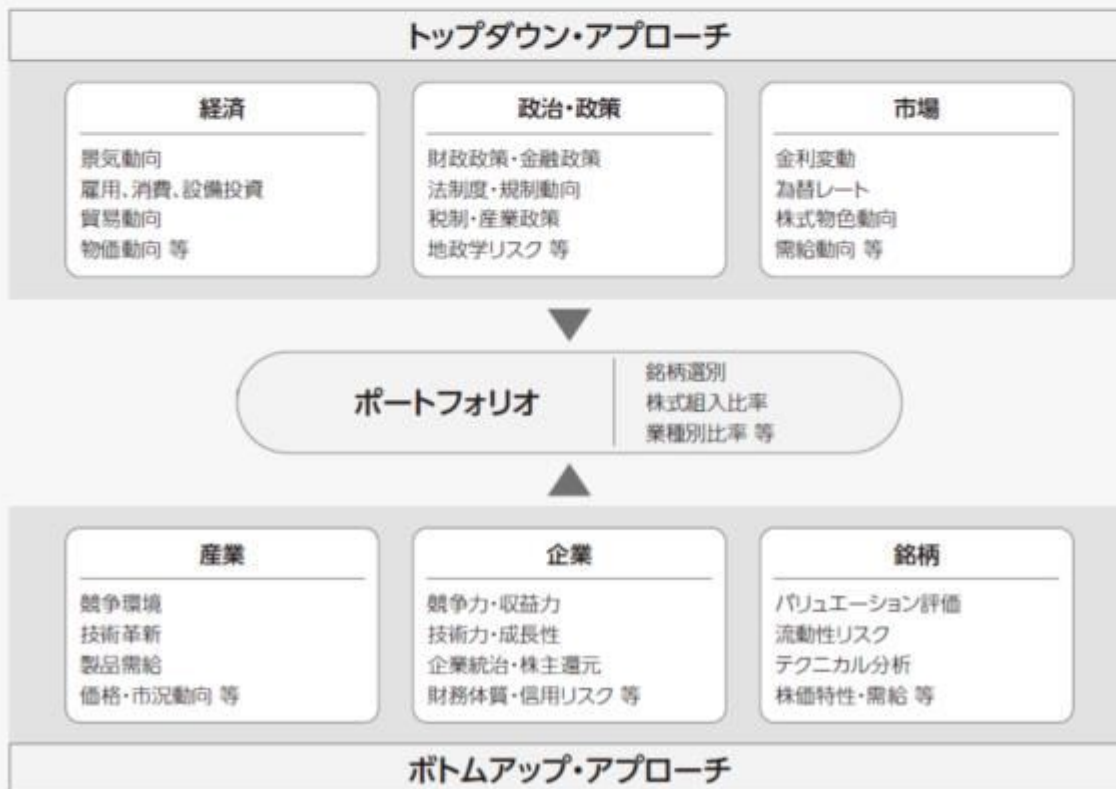 トップダウン・アプローチ
経済
景気動向
雇用、消費、設備投資
貿易動向
物価動向 等
政治・政策
財政政策・金融政策
法制度・規制動向
税制・産業政策
地政学リスク 等
市場
金利変動
為替レート
株式物色動向
需給動向 等
ポートフォリオ
銘柄選別
株式組入比率
業種別比率 等
産業
競争環境
技術革新
製品需給
価格・市況動向 等
企業
競争力・収益力
技術力・成長性
企業統治・株主還元
財務体質・信用リスク 等
銘柄
バリュエーション評価
流動性リスク
テクニカル分析
株価特性・需給 等
ボトムアップ・アプローチ